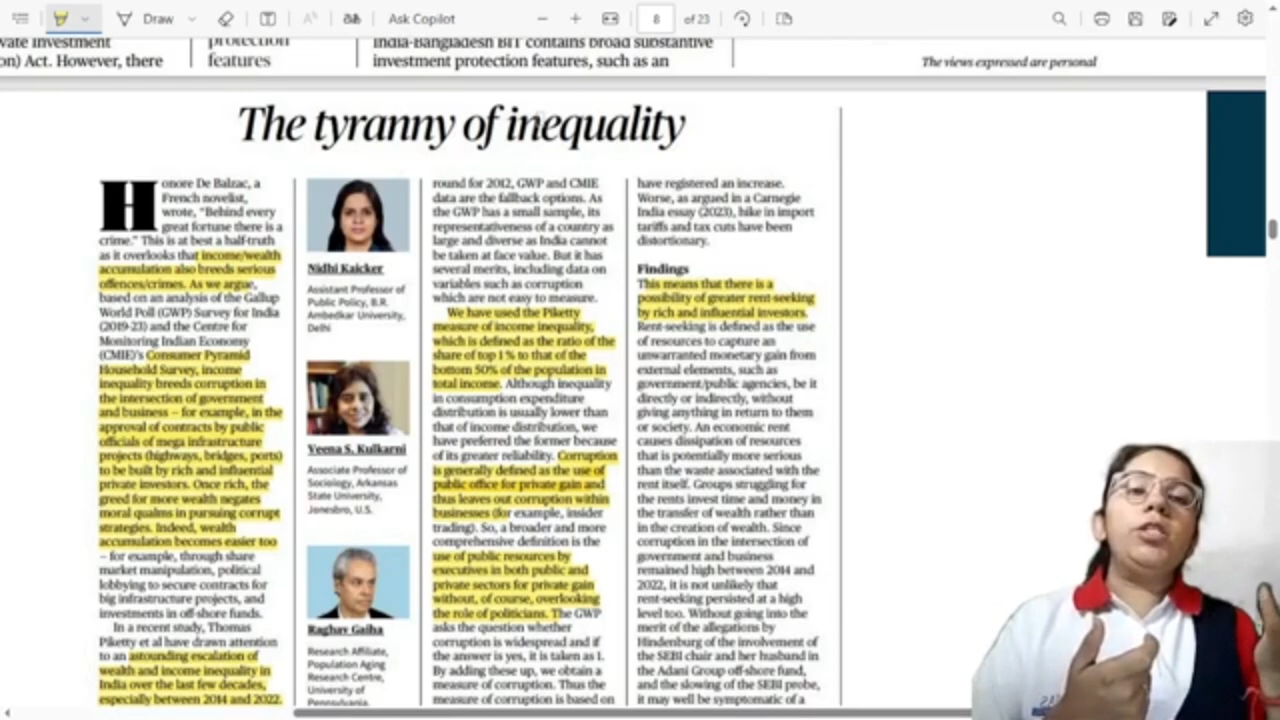 Draw
Ask Copilot
8
of 23
vate Investment
on) Act. However, there
protection
features
India-Bangladesh BIT contains broad substantive
investment protection features, such as an
The views expressed are personal
The tyranny of inequality
Honore De Balzac, a
French novelist,
wrote, "Behind every
great fortune there is a
crime." This is at best a half-truth
as it overlooks that income/wealth
accumulation also breeds serious
offences/crimes. As we argue,
based on an analysis of the Gallup
World Poll (GWP) Survey for India
(2019-23) and the Centre for
Monitoring Indian Economy
(CMIE)'s Consumer Pyramid
Household Survey, income
inequality breeds corruption in
the intersection of government
and business – for example, in the
approval of contracts by public
officials of mega infrastructure
projects (highways, bridges, ports)
to be built by rich and influential
private investors. Once rich, the
greed for more wealth negates
moral qualms in pursuing corrupt
strategies. Indeed, wealth
accumulation becomes easier too
– for example, through share
market manipulation, political
lobbying to secure contracts for
big infrastructure projects, and
investments in off-shore funds.
In a recent study, Thomas
Piketty et al have drawn attention
to an astounding escalation of
wealth and income inequality in
India over the last few decades,
especially between 2014 and 2022.
Nidhi Kaicker
Assistant Professor of
Public Policy, B.R.
Ambedkar University,
Delhi
Veena S. Kulkarni
Associate Professor of
Sociology, Arkansas
State University,
Jonesbro, U.S.
Raghav Gaiha
Research Affiliate,
Population Aging
Research Centre,
University of
Pennsylvania.
round for 2012, GWP and CMIE
data are the fallback options. As
the GWP has a small sample, its
representativeness of a country as
large and diverse as India cannot
be taken at face value. But it has
several merits, including data on
variables such as corruption
which are not easy to measure.
We have used the Piketty
measure of income inequality,
which is defined as the ratio of the
share of top 1 % to that of the
bottom 50% of the population in
total income. Although inequality
in consumption expenditure
distribution is usually lower than
that of income distribution, we
have preferred the former because
of its greater reliability. Corruption
is generally defined as the use of
public office for private gain and
thus leaves out corruption within
businesses (for example, insider
trading). So, a broader and more
comprehensive definition is the
use of public resources by
executives in both public and
private sectors for private gain
without, of course, overlooking
the role of politicians. The GWP
asks the question whether
corruption is widespread and if
the answer is yes, it is taken as 1.
By adding these up, we obtain a
measure of corruption. Thus the
measure of corruption is based on
have registered an increase.
Worse, as argued in a Carnegie
India essay (2023), hike in import
tariffs and tax cuts have been
distortionary.
Findings
This means that there is a
possibility of greater rent-seeking
by rich and influential investors.
Rent-seeking is defined as the use
of resources to capture an
unwarranted monetary gain from
external elements, such as
government/public agencies, be it
directly or indirectly, without
giving anything in return to them
or society. An economic rent
causes dissipation of resources
that is potentially more serious
than the waste associated with the
rent itself. Groups struggling for
the rents invest time and money in
the transfer of wealth rather than
in the creation of wealth. Since
corruption in the intersection of
government and business
remained high between 2014 and
2022, it is not unlikely that
rent-seeking persisted at a high
level too. Without going into the
merit of the allegations by
Hindenburg of the involvement of
the SEBI chair and her husband in
the Adani Group off-shore fund,
and the slowing of the SEBI probe,
it may well be symptomatic of a